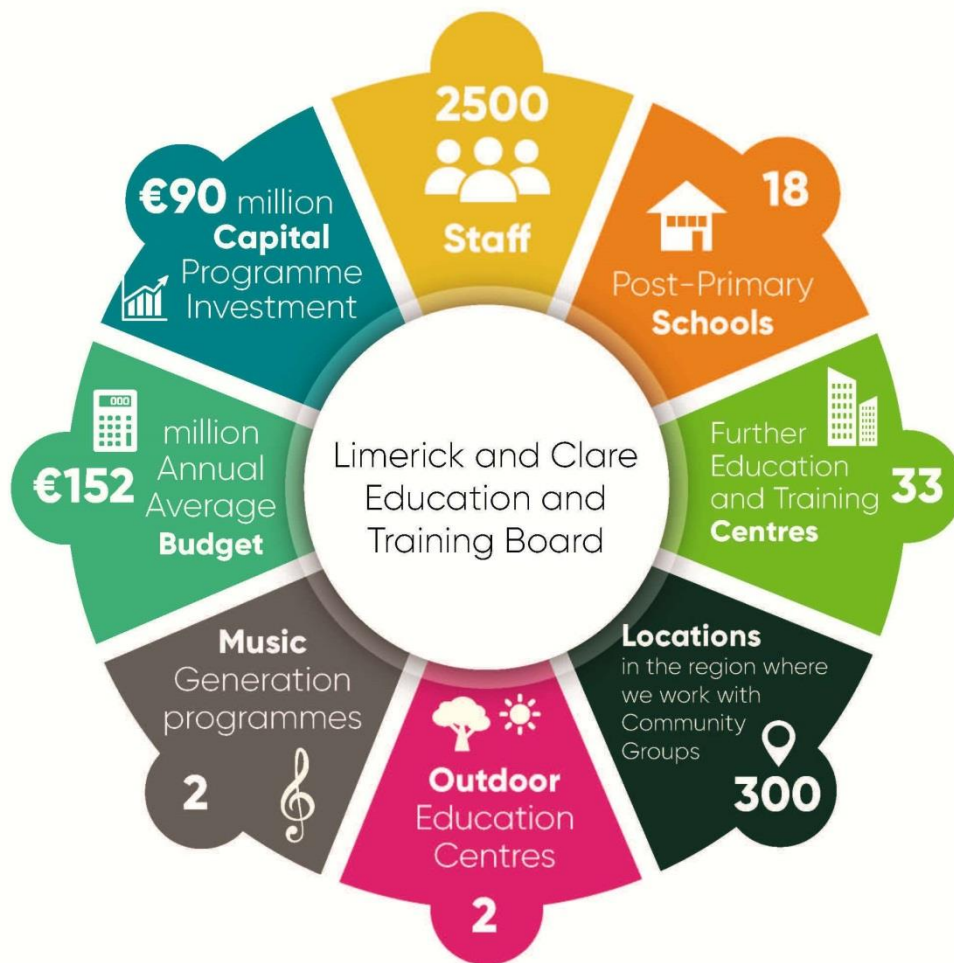 Limerick and Clare
Education and
Training Board
2500
Staff
18
Post-Primary
Schools
Further
Education
and Training
Centres
33
Locations
in the region where
we work with
Community
Groups
300
Outdoor
Education
Centres
2
Music
Generation
programmes
2
million
Annual
Average
Budget
€152
000
€90 million
Capital
Programme
Investment